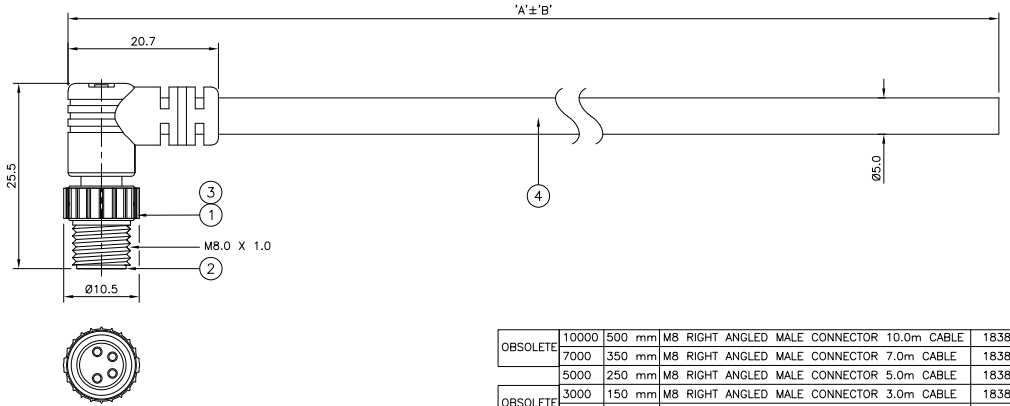 'A'±'B'
20.7
25.5
Ø5.0
4
3
1
M8.0 X 1.0
2
Ø10.5
OBSOLETE 10000 500 mm M8 RIGHT ANGLED MALE CONNECTOR 10.0m CABLE 1838
7000 350 mm M8 RIGHT ANGLED MALE CONNECTOR 7.0m CABLE 1838
5000 250 mm M8 RIGHT ANGLED MALE CONNECTOR 5.0m CABLE 1838
OBSOLETE 3000 150 mm M8 RIGHT ANGLED MALE CONNECTOR 3.0m CABLE 1838